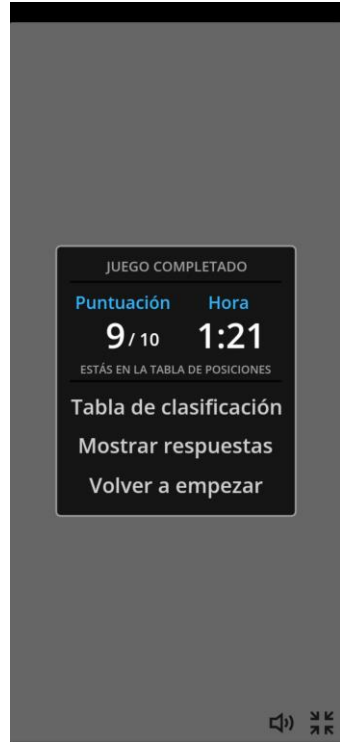 JUEGO COMPLETADO
Puntuación Hora
9/ 10 1:21
ESTÁS EN LA TABLA DE POSICIONES
Tabla de clasificación
Mostrar respuestas
Volver a empezar